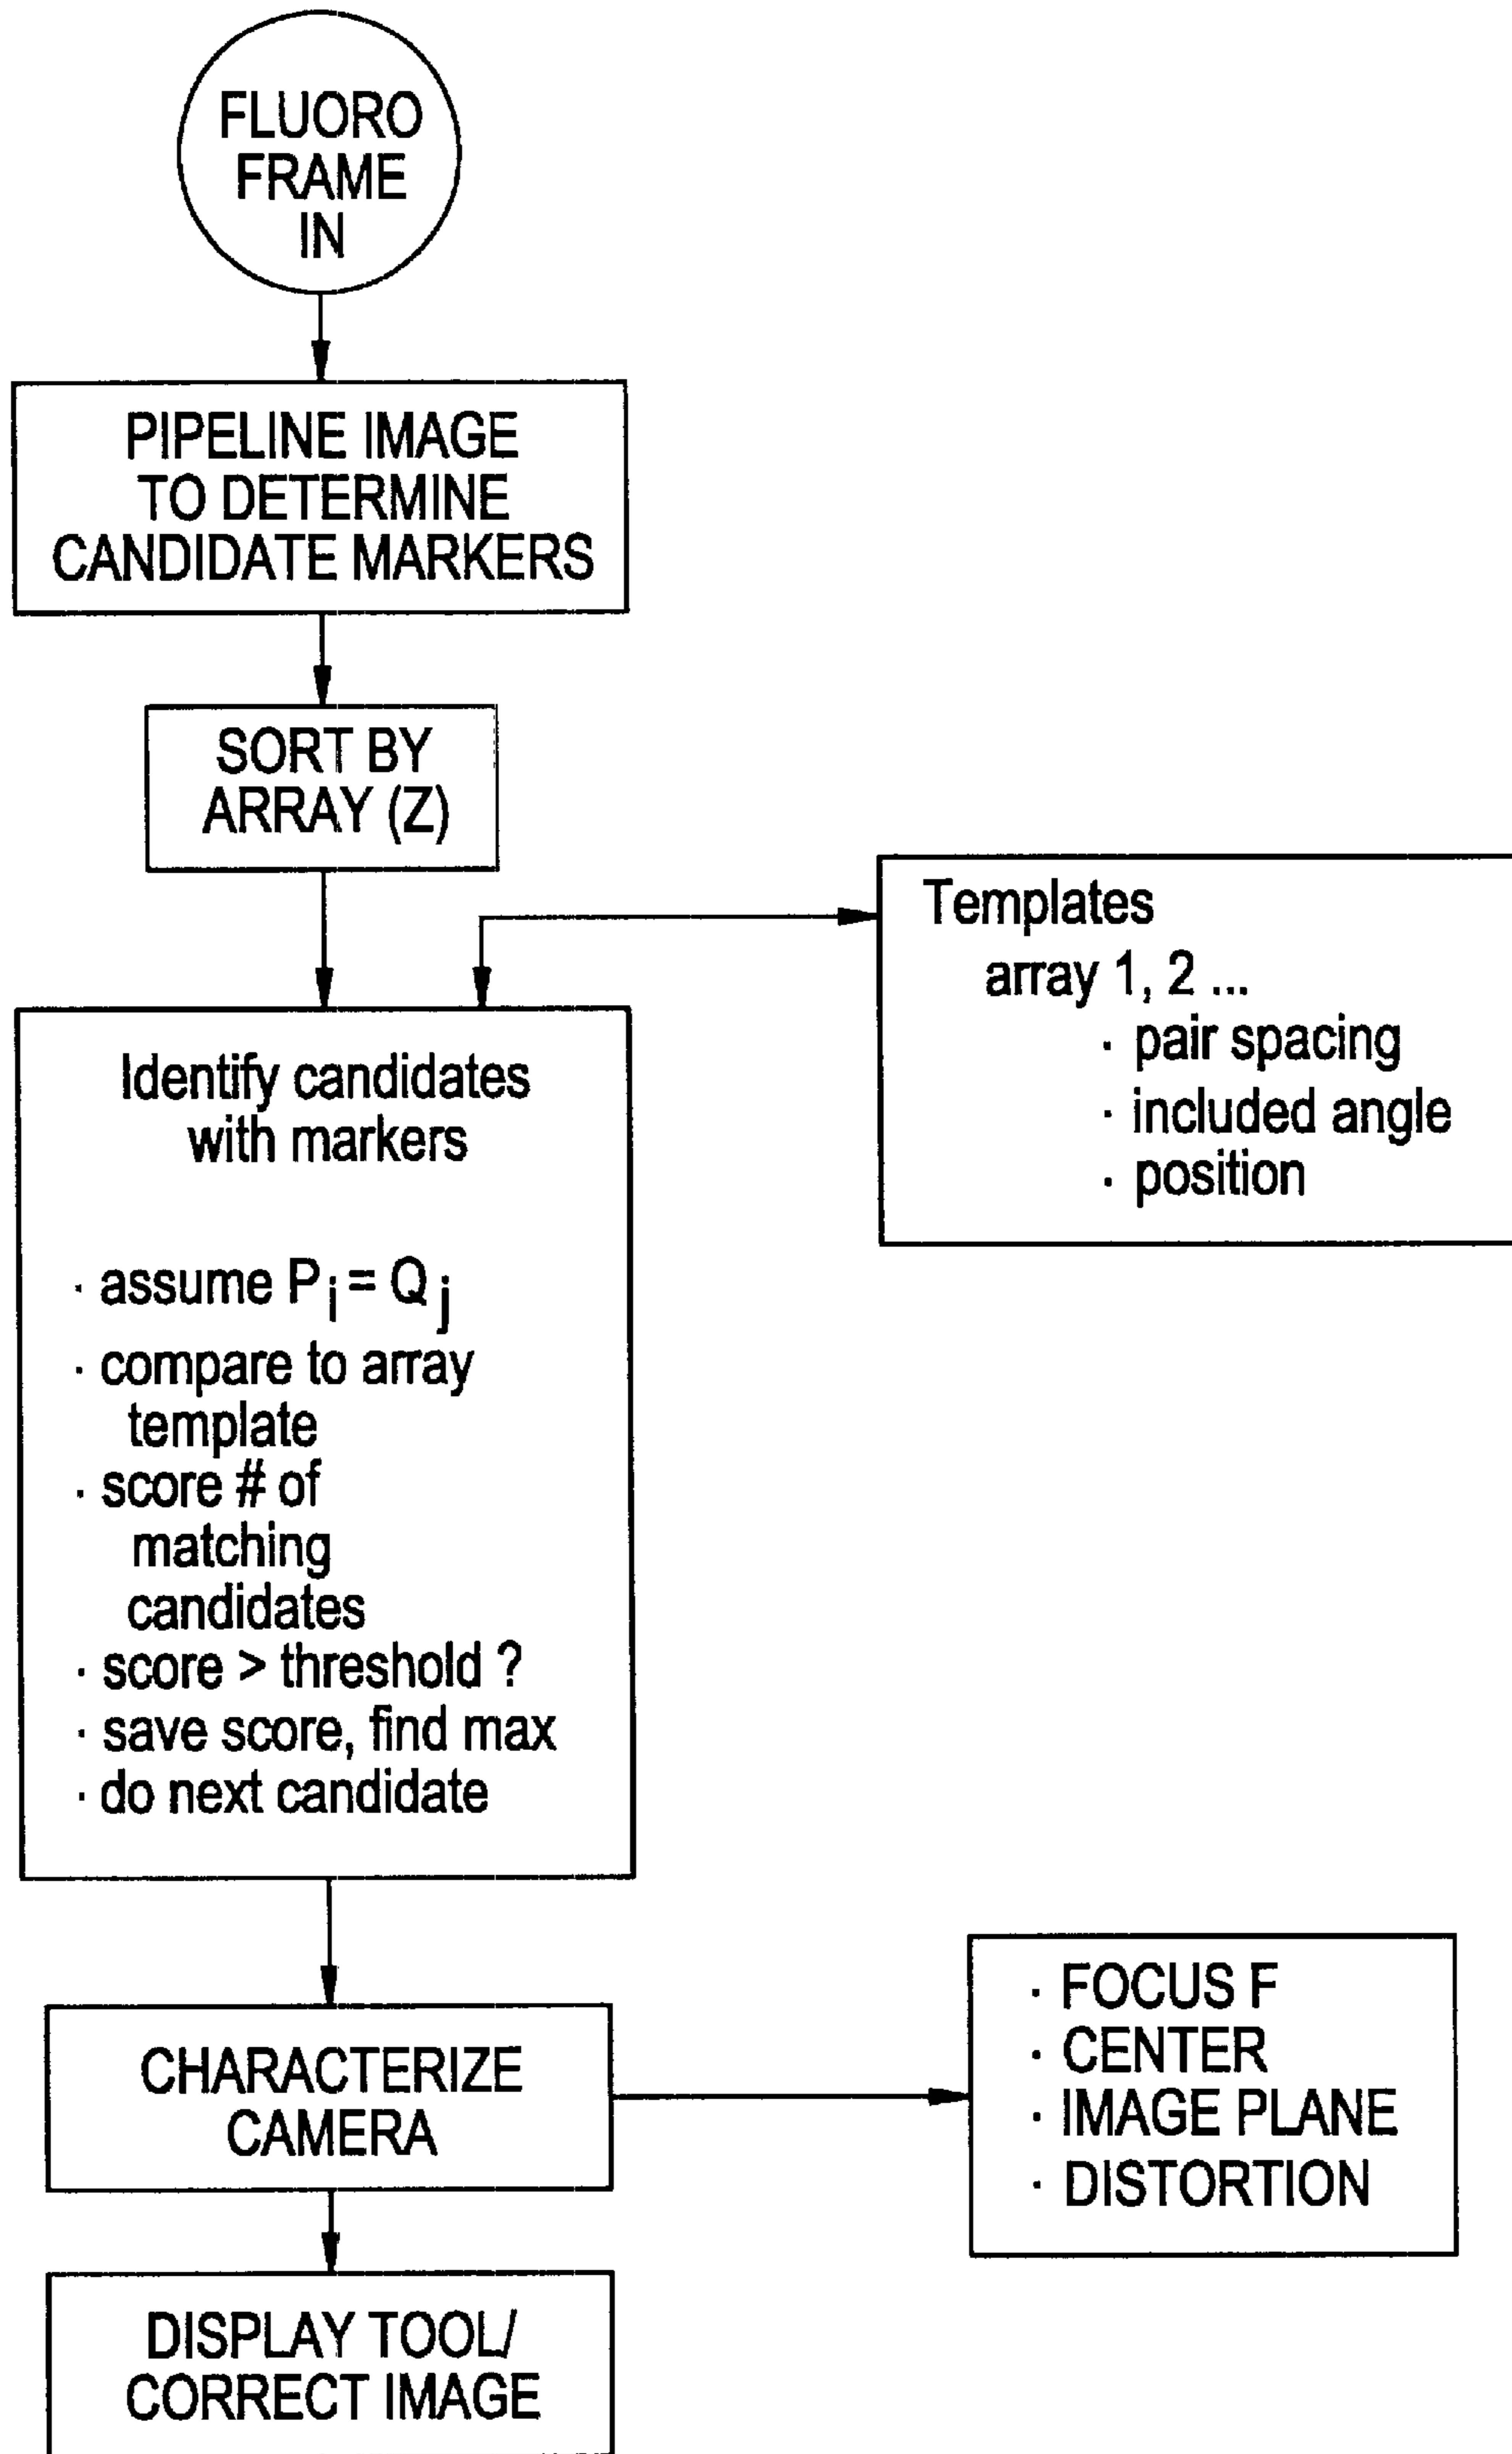 FLUORO
FRAME
IN
PIPELINE IMAGE
TO DETERMINE
CANDIDATE MARKERS
SORT BY
ARRAY (Z)
Templates
array 1, 2 ...
· pair spacing
· included angle
· position
Identify candidates
with markers
· assume P i = Q j
· compare to array
template
· score # of
matching
candidates
· score > threshold ?
· save score, find max
· do next candidate
CHARACTERIZE
CAMERA
· FOCUS F
· CENTER
· IMAGE PLANE
· DISTORTION
DISPLAY TOOL/
CORRECT IMAGE